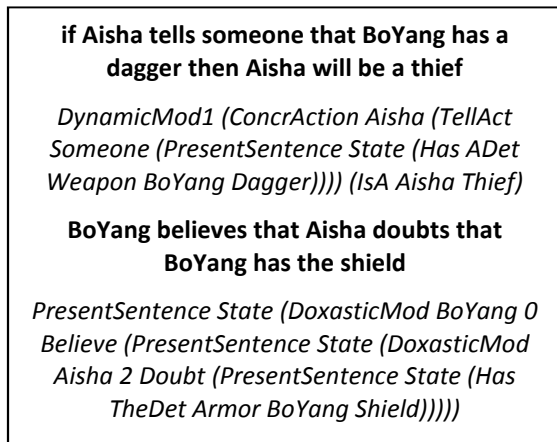 if Aisha tells someone that BoYang has a
dagger then Aisha will be a thief
DynamicMod1 (ConcrAction Aisha (TellAct
Someone (PresentSentence State (Has ADet
Weapon BoYang Dagger)))) (IsA Aisha Thief)
BoYang believes that Aisha doubts that
BoYang has the shield
PresentSentence State (DoxasticMod BoYang 0
Believe (PresentSentence State (DoxasticMod
Aisha 2 Doubt (PresentSentence State (Has
TheDet Armor BoYang Shield)))))